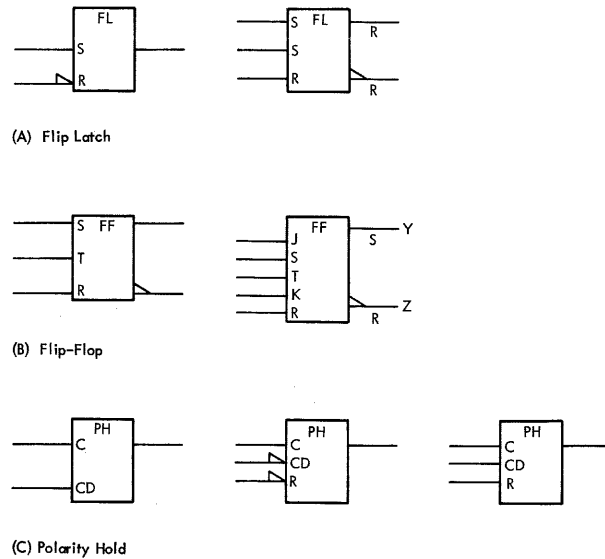 FL
S
R
FL
S
S
R
R
R
(A) Flip Latch
S FF
T
R
FF
J
S
T
K
R
S
Y
R
Z
(B) Flip-Flop
PH
C
CD
PH
C
CD
R
PH
C
CD
R
(C) Polarity Hold